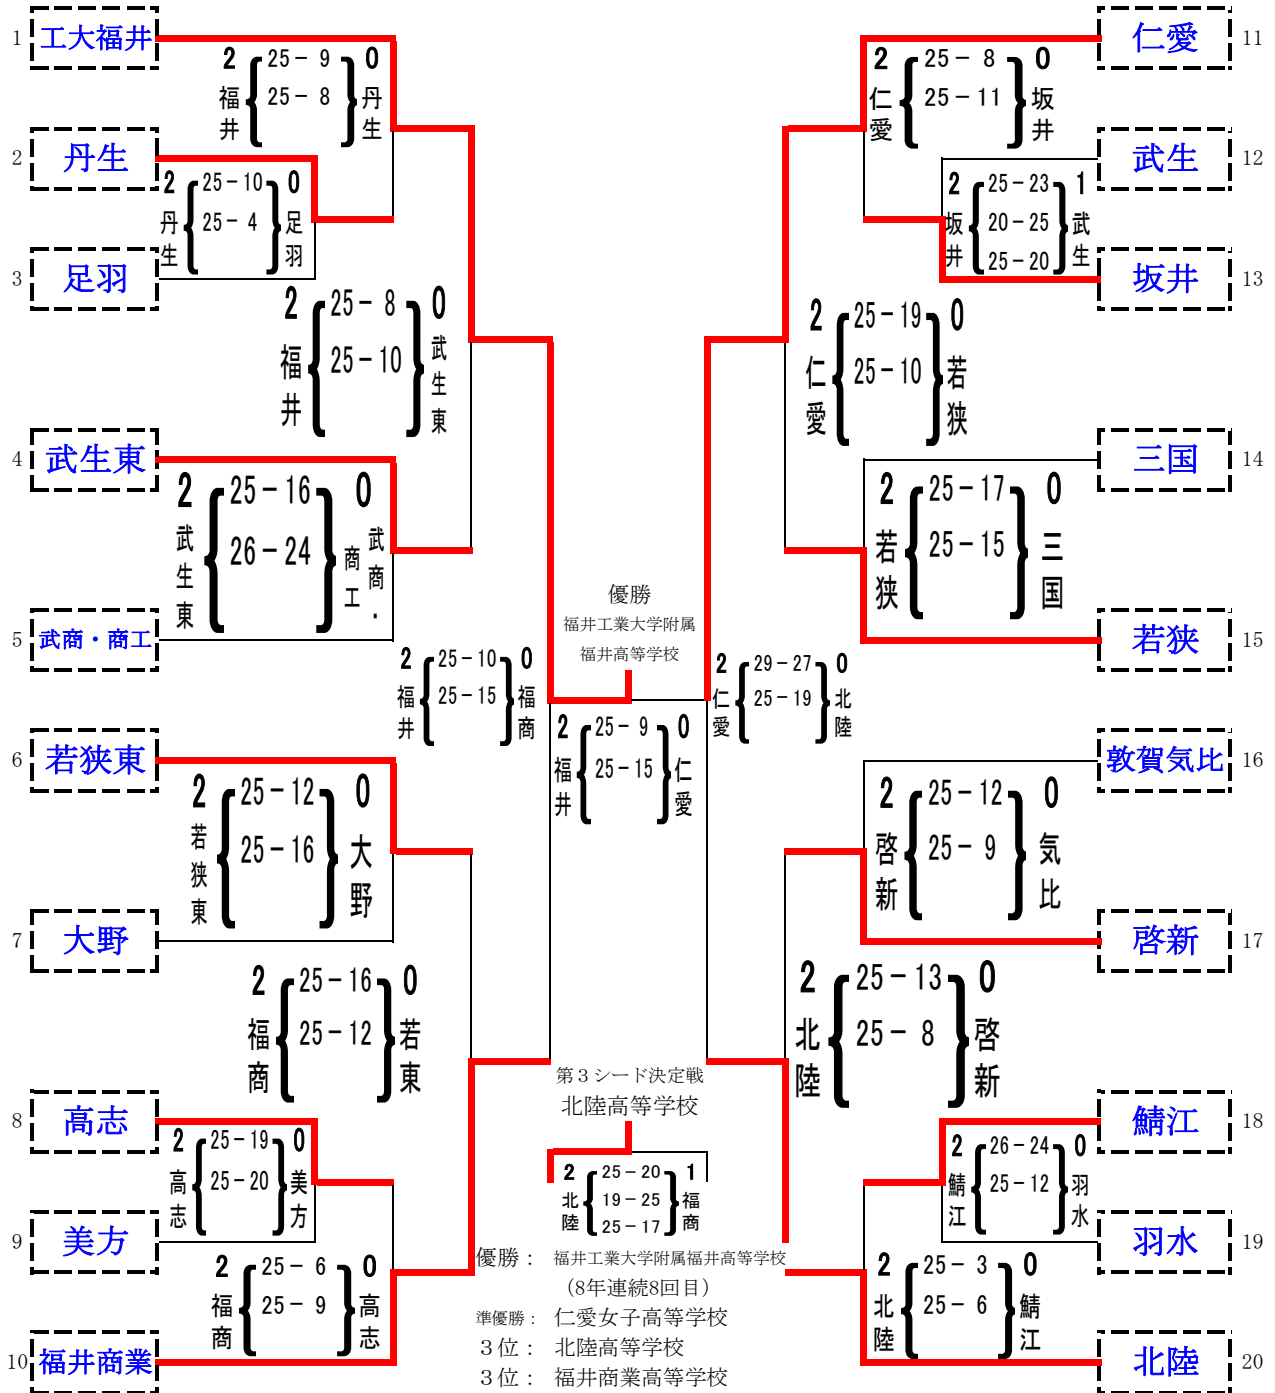 1 工大福井
2 丹生
3 足羽
4 武生東
5 武商・商工
6 若狭東
7 大野
8 高志
9 美方
10 福井商業
2 福井 25－9 25－8 0 丹生
2 丹生 25－10 25－4 0 足羽
2 福井 25－8 25－10 0 武生東
2 武生東 25－16 26－24 0 武商・商工
2 福井 25－10 25－15 0 福商
2 若狭東 25－12 25－16 0 大野
2 福商 25－16 25－12 0 若東
2 高志 25－19 25－20 0 美方
2 福商 25－6 25－9 0 高志
優勝
福井工業大学附属
福井高等学校
2 福井 25－9 25－15 0 仁愛
第３シード決定戦
北陸高等学校
2 北陸 25－20 19－25 25－17 1 福商
優勝： 福井工業大学附属福井高等学校
（8年連続8回目）
準優勝： 仁愛女子高等学校
３位： 北陸高等学校
３位： 福井商業高等学校
仁愛 11
武生 12
坂井 13
三国 14
若狭 15
敦賀気比 16
啓新 17
鯖江 18
羽水 19
北陸 20
2 仁愛 25－8 25－11 0 坂井
2 坂井 25－23 20－25 25－20 1 武生
2 仁愛 25－19 25－10 0 若狭
2 若狭 25－17 25－15 0 三国
2 仁愛 29－27 25－19 0 北陸
2 啓新 25－12 25－9 0 気比
2 北陸 25－13 25－8 0 啓新
2 鯖江 26－24 25－12 0 羽水
2 北陸 25－3 25－6 0 鯖江